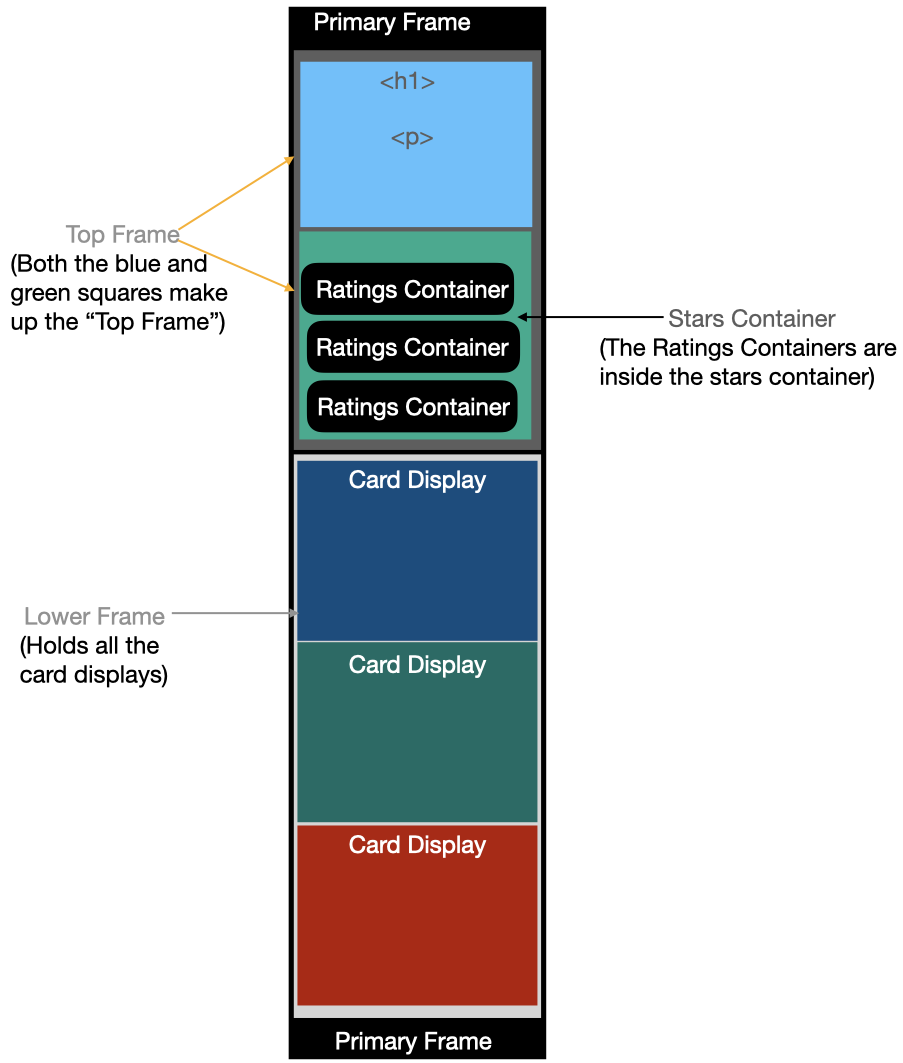 Primary Frame
<h1>
<p>
Top Frame
(Both the blue and
green squares make
up the “Top Frame”)
Ratings Container
Ratings Container
Ratings Container
Stars Container
(The Ratings Containers are
inside the stars container)
Card Display
Lower Frame
(Holds all the
card displays)
Card Display
Card Display
Primary Frame